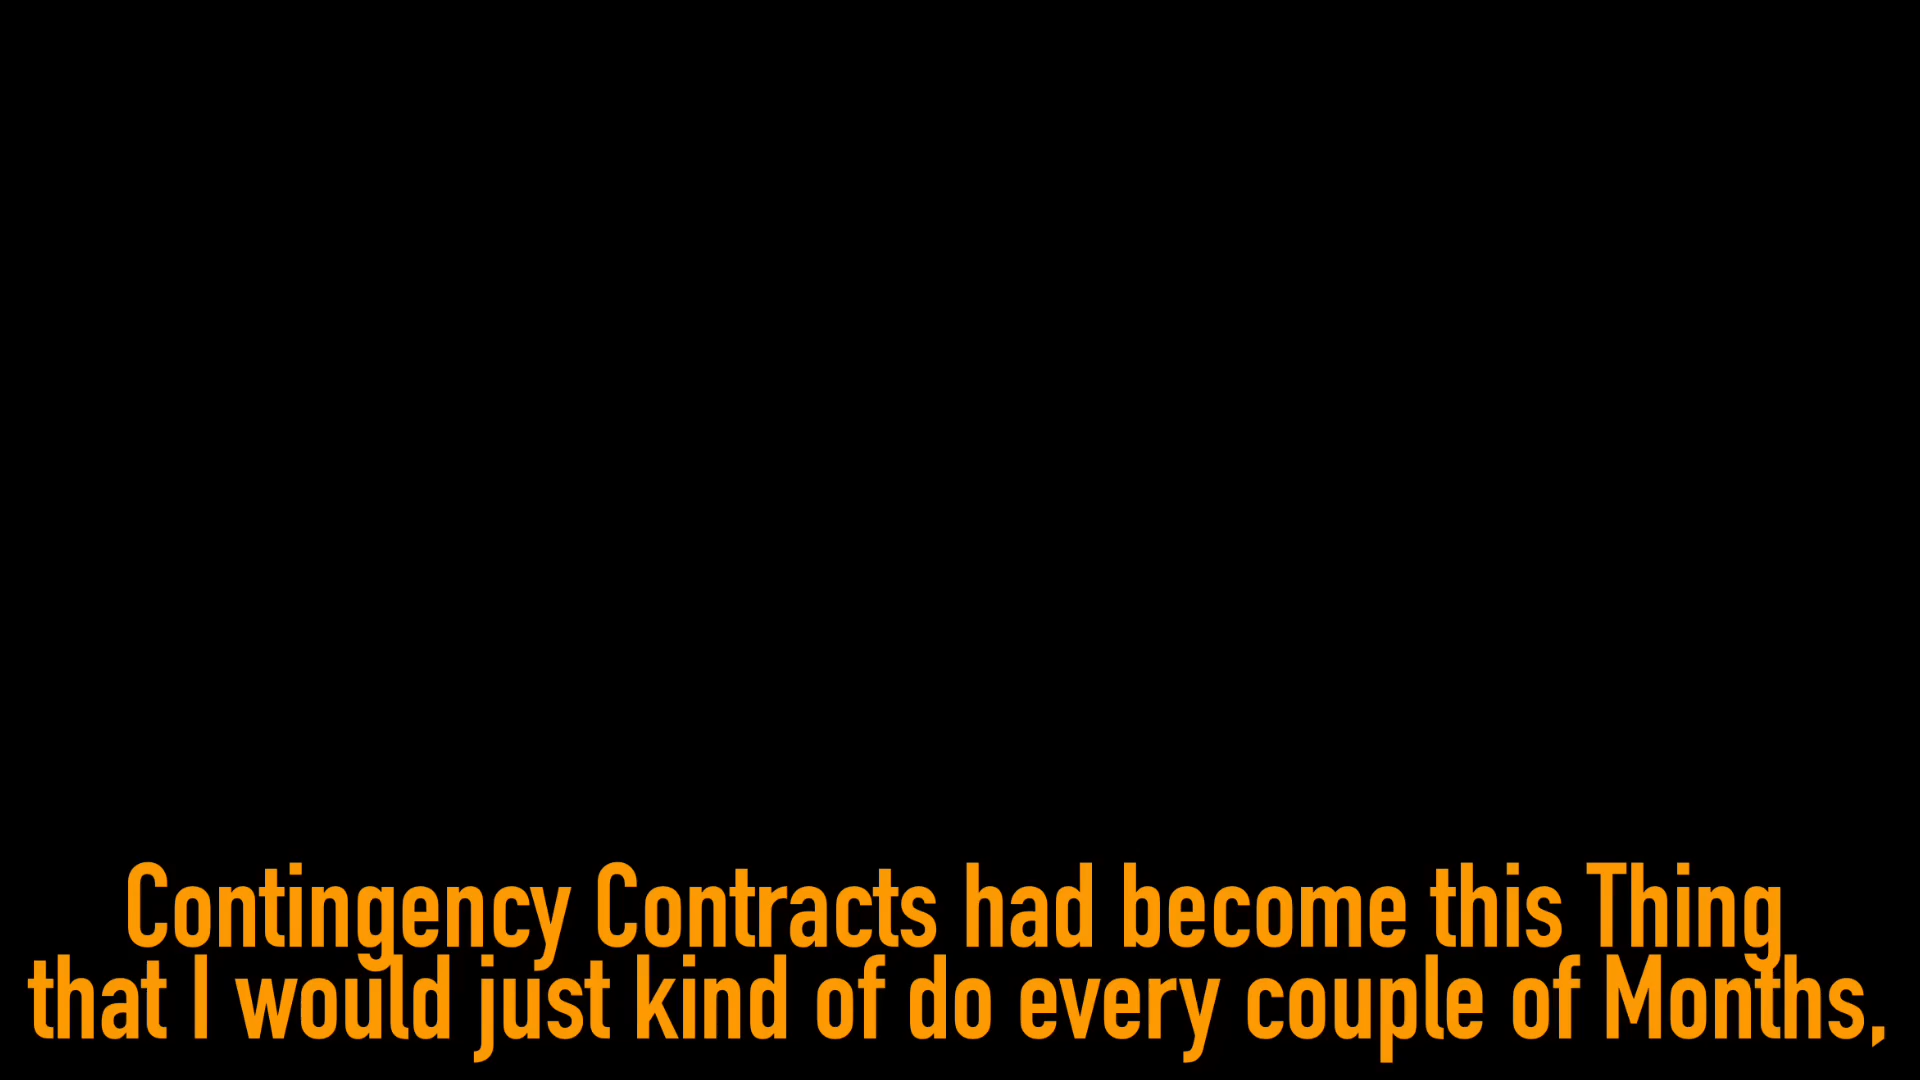 Contingency Contracts had become this Thing
that I would just kind of do every couple of Months,